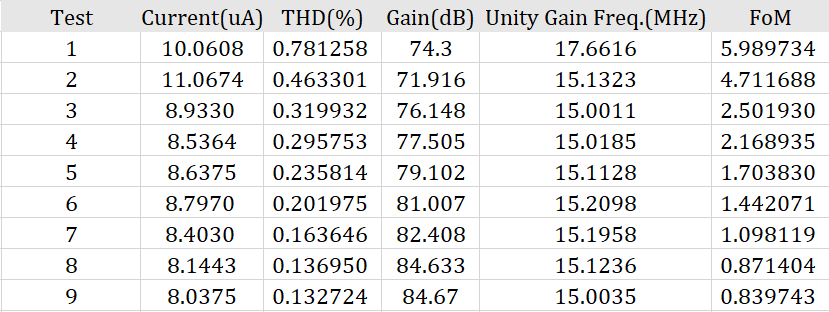 Test Current(uA) THD(%) Gain(dB) Unity Gain Freq.(MHz) FoM
1 10.0608 0.781258 74.3 17.6616 5.989734
2 11.0674 0.463301 71.916 15.1323 4.711688
3 8.9330 0.319932 76.148 15.0011 2.501930
4 8.5364 0.295753 77.505 15.0185 2.168935
5 8.6375 0.235814 79.102 15.1128 1.703830
6 8.7970 0.201975 81.007 15.2098 1.442071
7 8.4030 0.163646 82.408 15.1958 1.098119
8 8.1443 0.136950 84.633 15.1236 0.871404
9 8.0375 0.132724 84.67 15.0035 0.839743